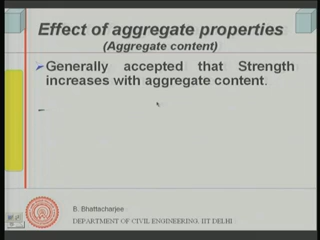 Effect of aggregate properties
(Aggregate content)
Generally accepted that Strength
increases with aggregate content.
B. Bhattacharjee
DEPARTMENT OF CIVIL ENGINEERING, IIT DELHI